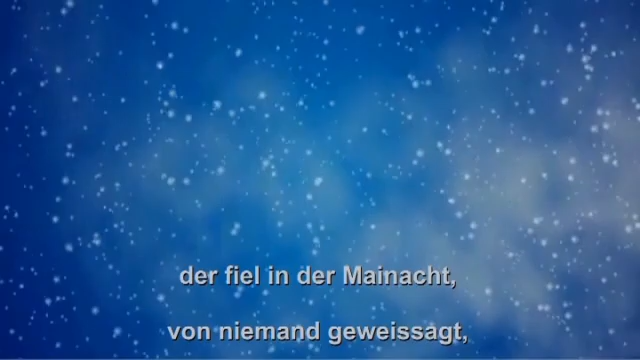 der fiel in der Mainacht,
von niemand geweissagt,